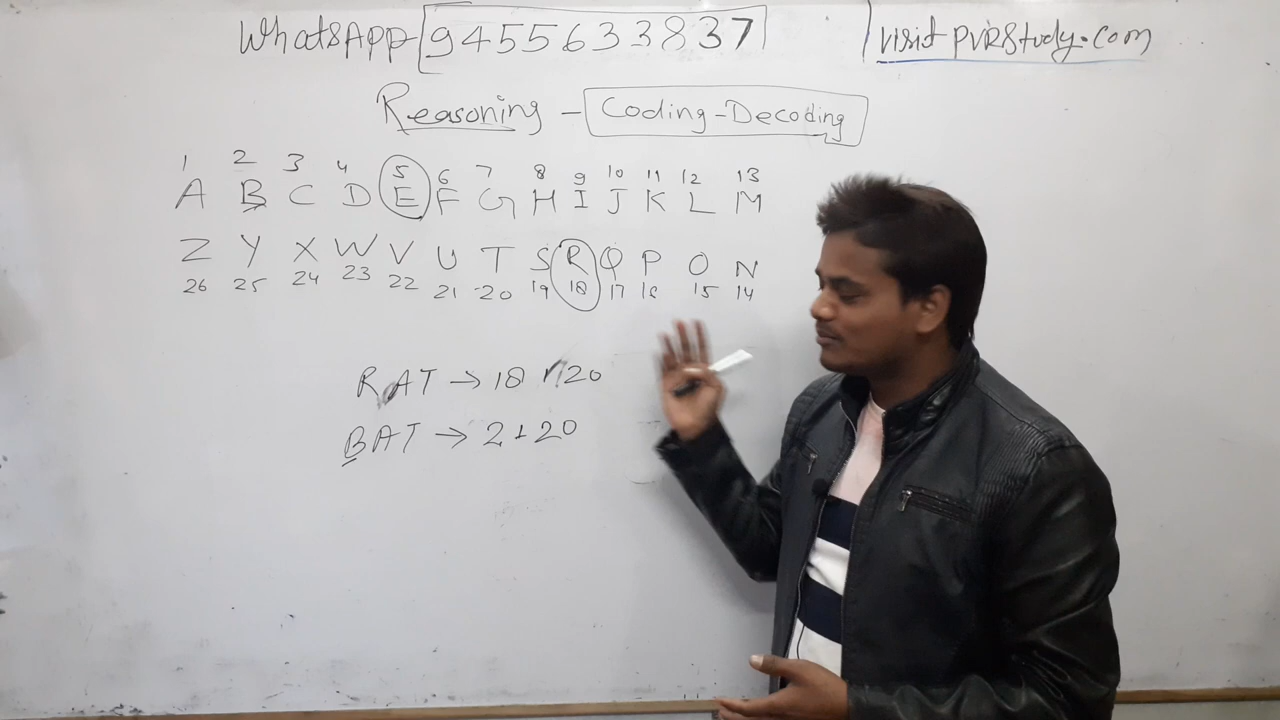 WhatsApp- 9455633837
visit PVRStudy.com
Reasoning - Coding-Decoding
1 2 3 4 5 6 7 8 9 10 11 12 13
A B C D E F G H I J K L M
Z Y X W V U T S R Q P O N
26 25 24 23 22 21 20 19 18 17 16 15 14
RAT → 18 1 20
BAT → 2 1 20